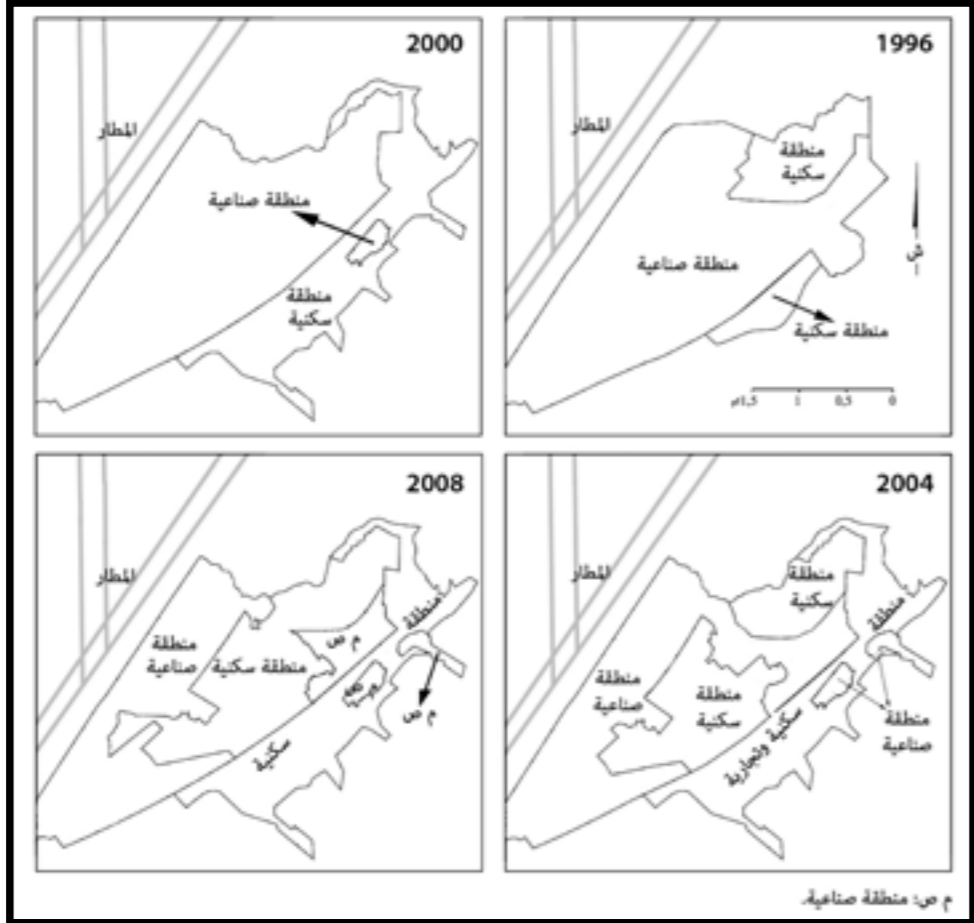 1996
المطار
منطقة
سكنية
منطقة صناعية
منطقة سكنية
ش
0
0,5
1
2000
المطار
منطقة صناعية
منطقة
سكنية
2004
المطار
منطقة
سكنية
منطقة
منطقة
صناعية
منطقة
سكنية
سكنية وتجارية
منطقة
صناعية
2008
المطار
منطقة
صناعية
منطقة سكنية
م ص
منطقة
م ص
سكنية
م ص: منطقة صناعية.